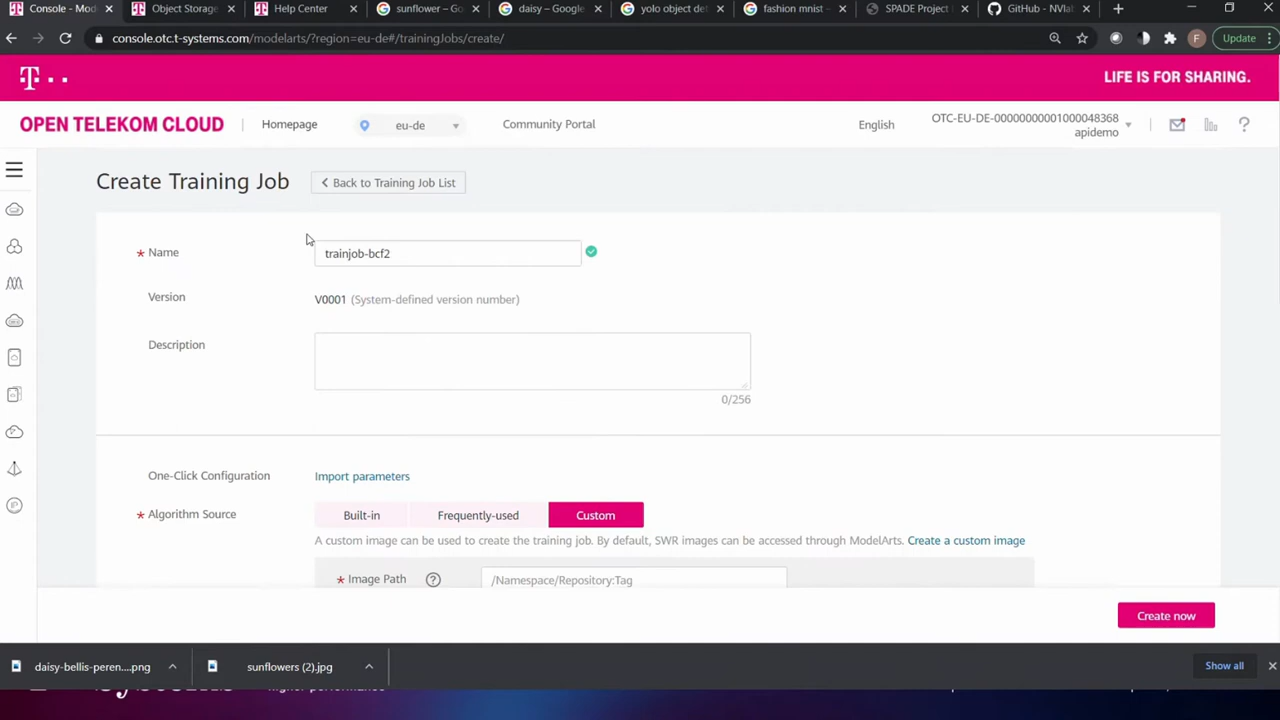 Console - Mod
Object Storage
Help Center
sunflower – Go
daisy – Google
yolo object det
fashion mnist –
SPADE Project
GitHub - NVlab
console.otc.t-systems.com/modelarts/?region=eu-de#/trainingJobs/create/
F
Update
T
LIFE IS FOR SHARING.
OPEN TELEKOM CLOUD
Homepage
eu-de
Community Portal
English
OTC-EU-DE-00000000001000048368
apidemo
Create Training Job
Back to Training Job List
* Name
trainjob-bcf2
Version
V0001 (System-defined version number)
Description
0/256
One-Click Configuration
Import parameters
* Algorithm Source
Built-in
Frequently-used
Custom
A custom image can be used to create the training job. By default, SWR images can be accessed through ModelArts. Create a custom image
* Image Path
/Namespace/Repository:Tag
Create now
daisy-bellis-peren....png
sunflowers (2).jpg
Show all